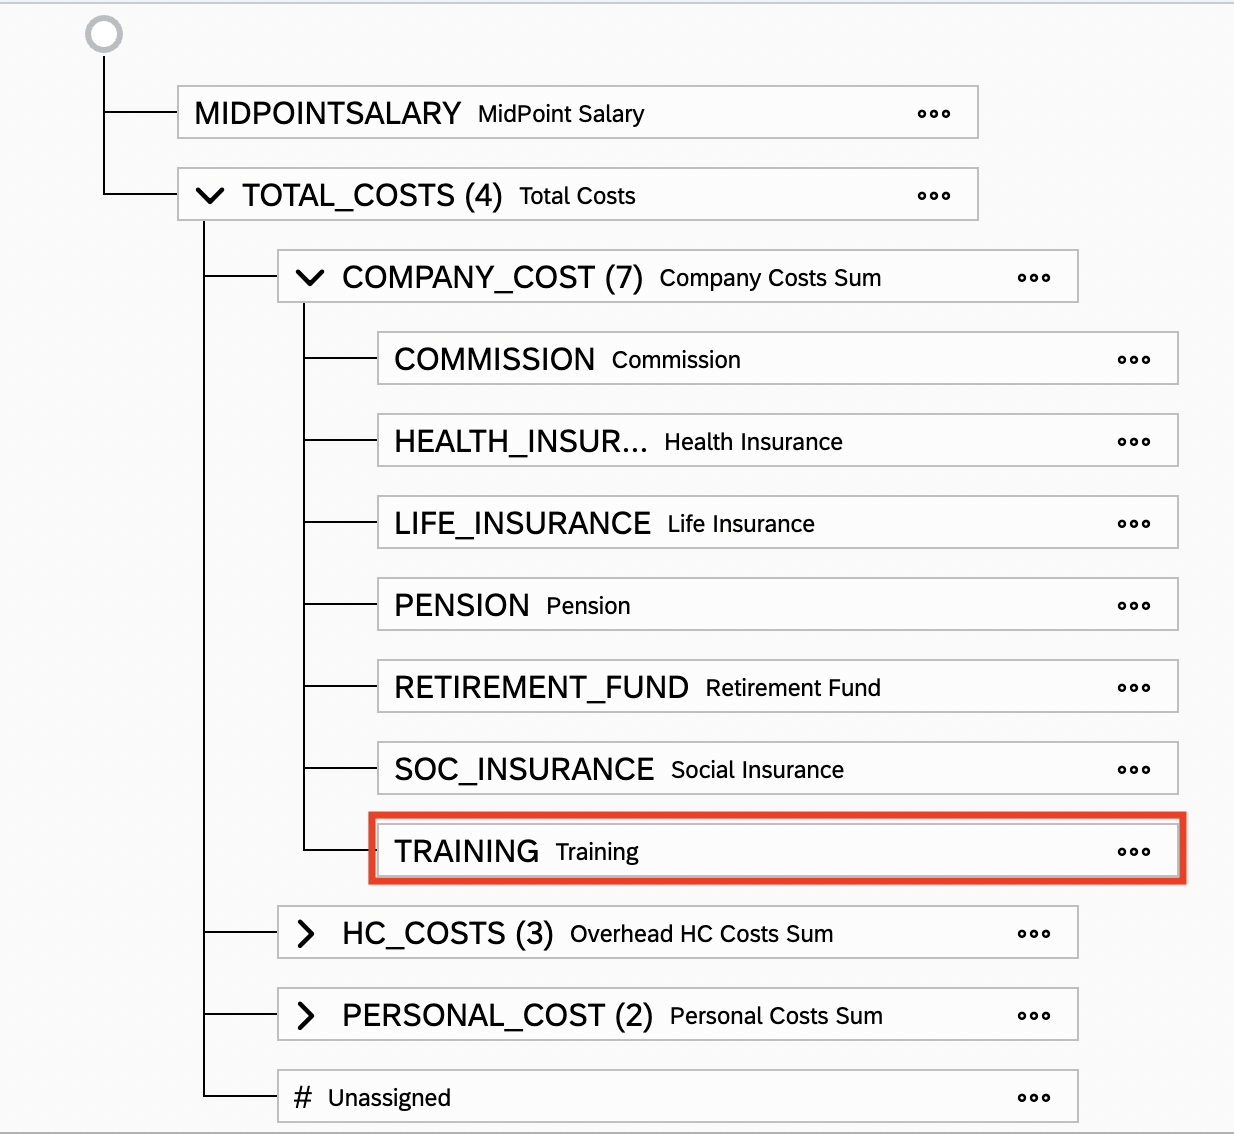 MIDPOINTSALARY MidPoint Salary
TOTAL_COSTS (4) Total Costs
COMPANY_COST (7) Company Costs Sum
COMMISSION Commission
HEALTH_INSUR... Health Insurance
LIFE_INSURANCE Life Insurance
PENSION Pension
RETIREMENT_FUND Retirement Fund
SOC_INSURANCE Social Insurance
TRAINING Training
HC_COSTS (3) Overhead HC Costs Sum
PERSONAL_COST (2) Personal Costs Sum
# Unassigned